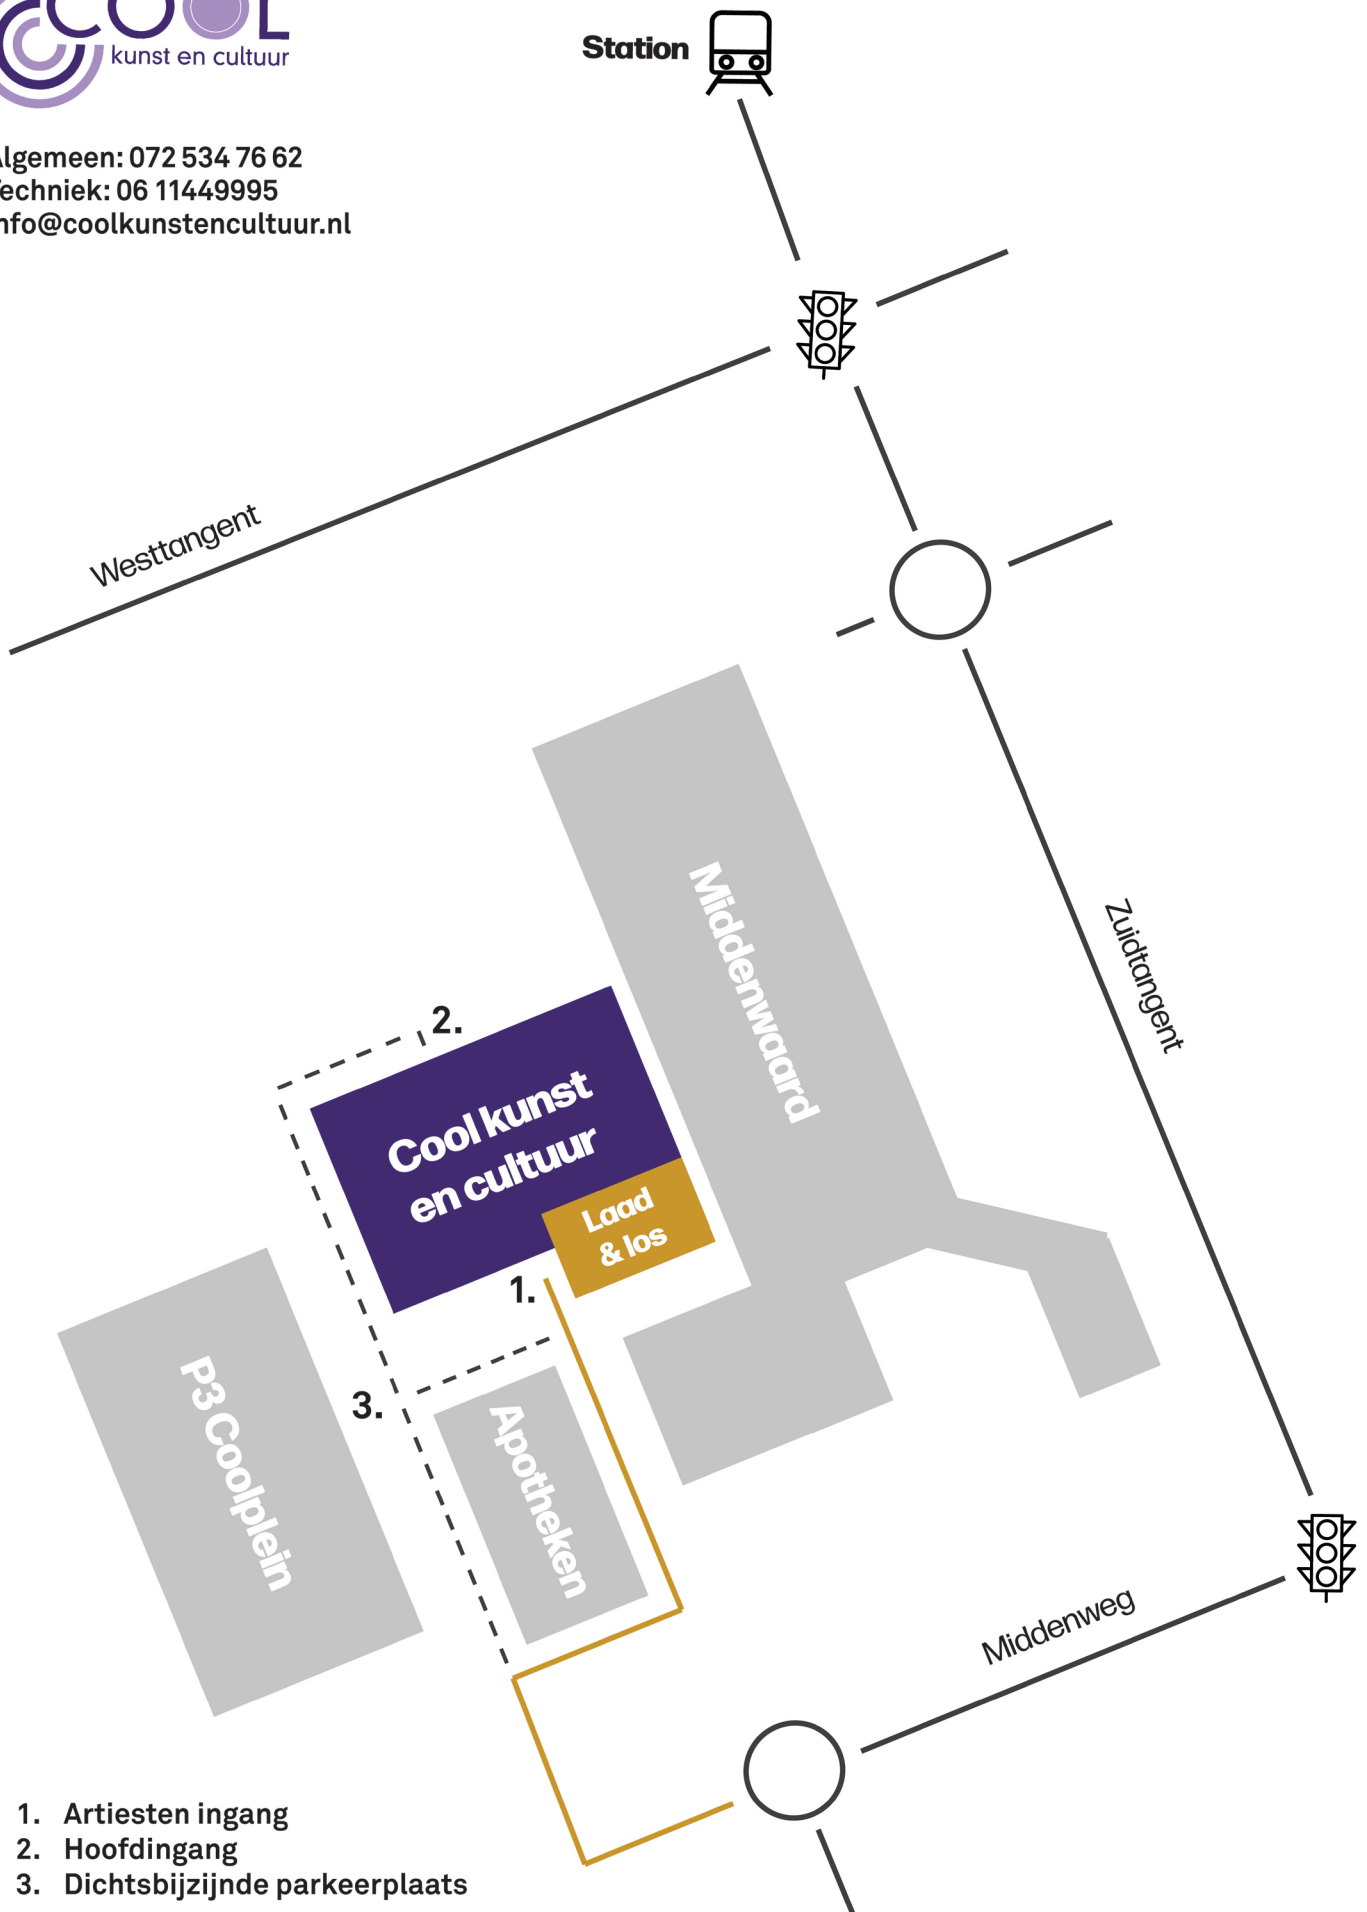 COOL
kunst en cultuur
lgemeen: 072 534 76 62
echniek: 06 11449995
nfo@coolkunstencultuur.nl
Station
Westtangent
Zuidtangent
Middenwaard
2.
Cool kunst
en cultuur
Laad
& los
1.
3.
P3 Coolplein
Apotheken
Middenweg
1. Artiesten ingang
2. Hoofdingang
3. Dichtsbijzijnde parkeerplaats